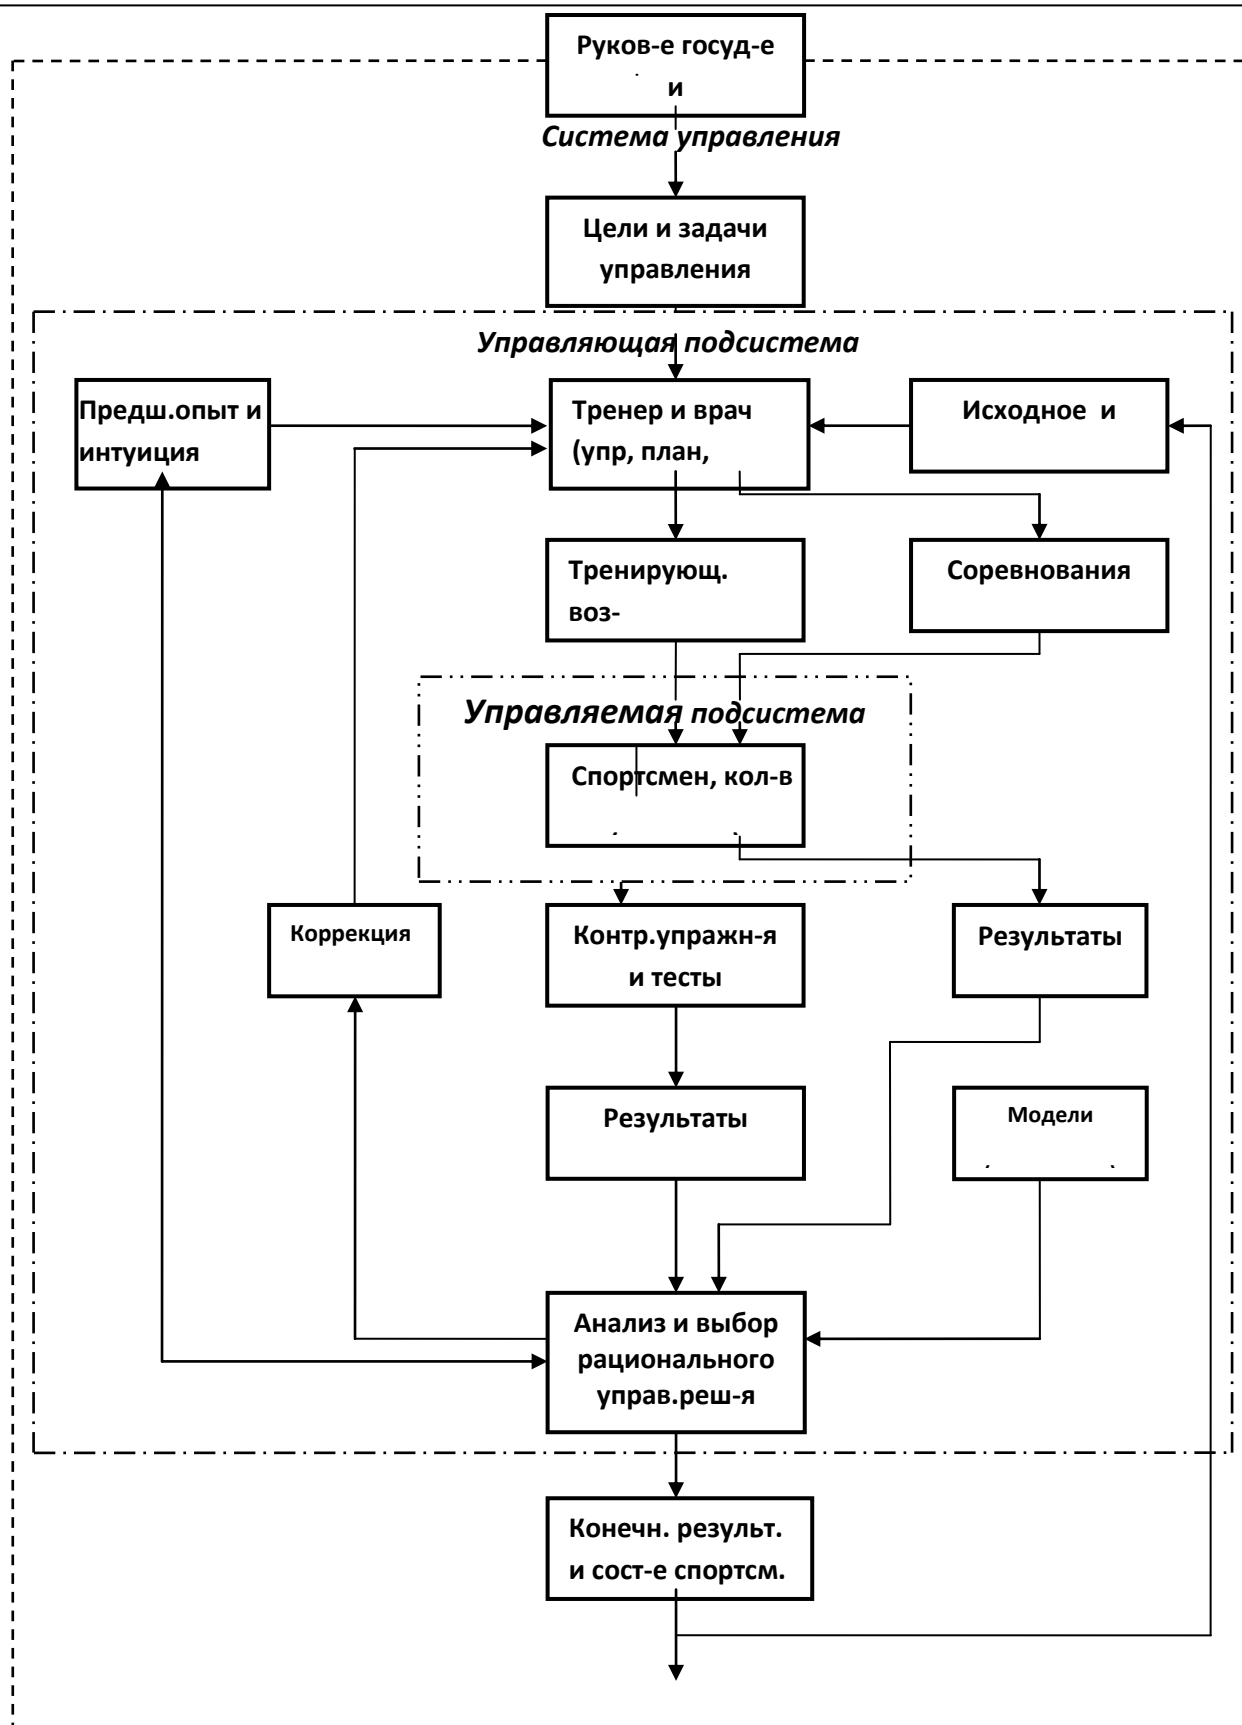 Руков-е госуд-е
и
Система управления
Цели и задачи
управления
Управляющая подсистема
Предш.опыт и
интуиция
Тренер и врач
(упр, план,
Исходное и
Тренирующ.
воз-
Соревнования
Управляемая подсистема
Спортсмен, кол-в
Коррекция
Контр.упражн-я
и тесты
Результаты
Результаты
Модели
Анализ и выбор
рационального
управ.реш-я
Конечн. результ.
и сост-е спортсм.